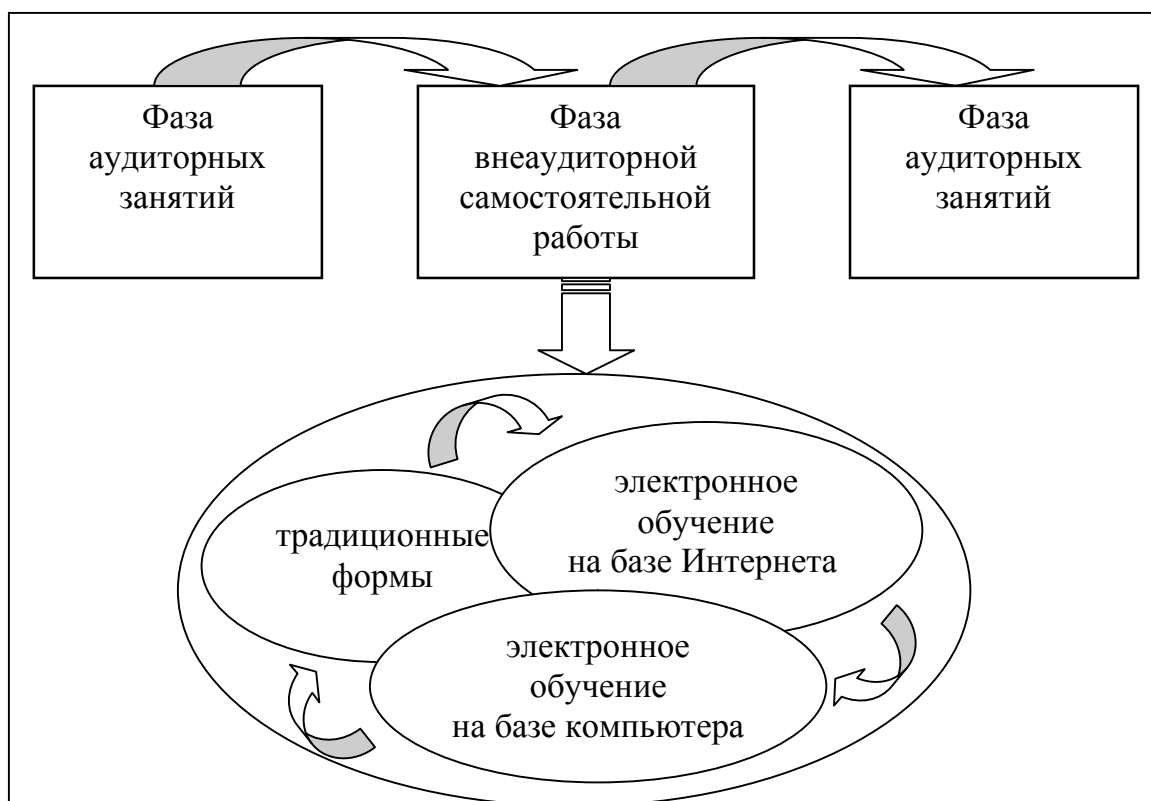 Фаза
аудиторных
занятий
Фаза
внеаудиторной
самостоятельной
работы
Фаза
аудиторных
занятий
традиционные
формы
электронное
обучение
на базе Интернета
электронное
обучение
на базе компьютера